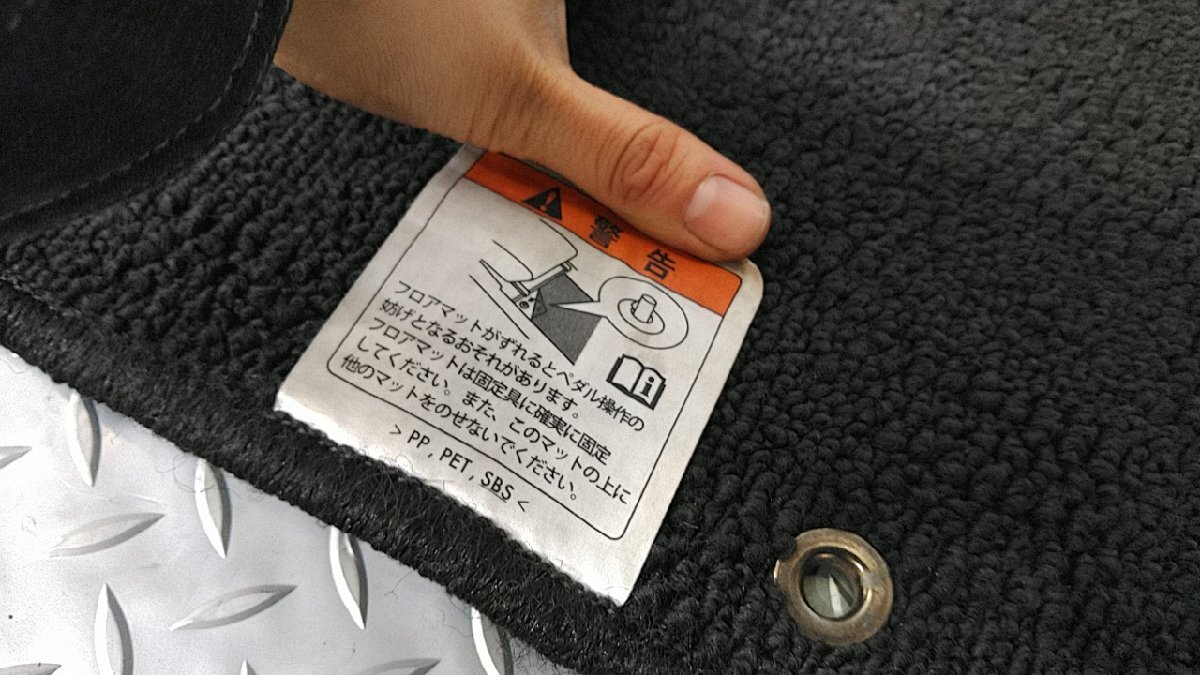 警告
フロアマットがずれるとペダル操作の
妨げとなるおそれがあります。
フロアマットは固定具に確実に固定
してください。また、このマットの上に
他のマットをのせないでください。
> PP , PET , SBS <